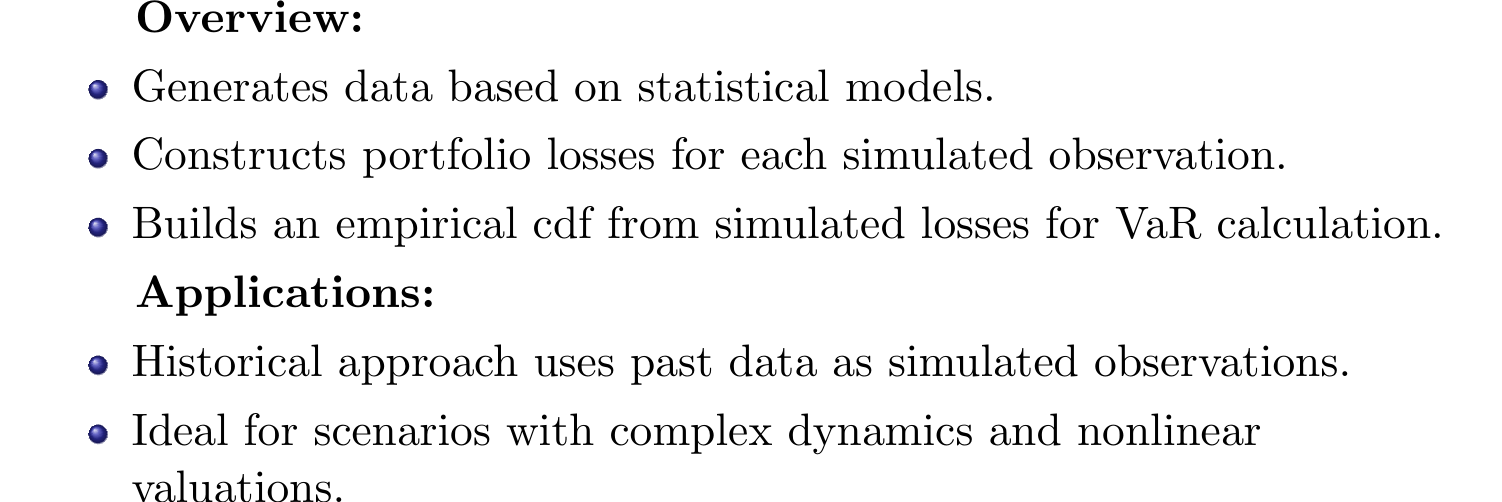 Overview:
Generates data based on statistical models.
Constructs portfolio losses for each simulated observation.
Builds an empirical cdf from simulated losses for VaR calculation.
Applications:
Historical approach uses past data as simulated observations.
Ideal for scenarios with complex dynamics and nonlinear
valuations.